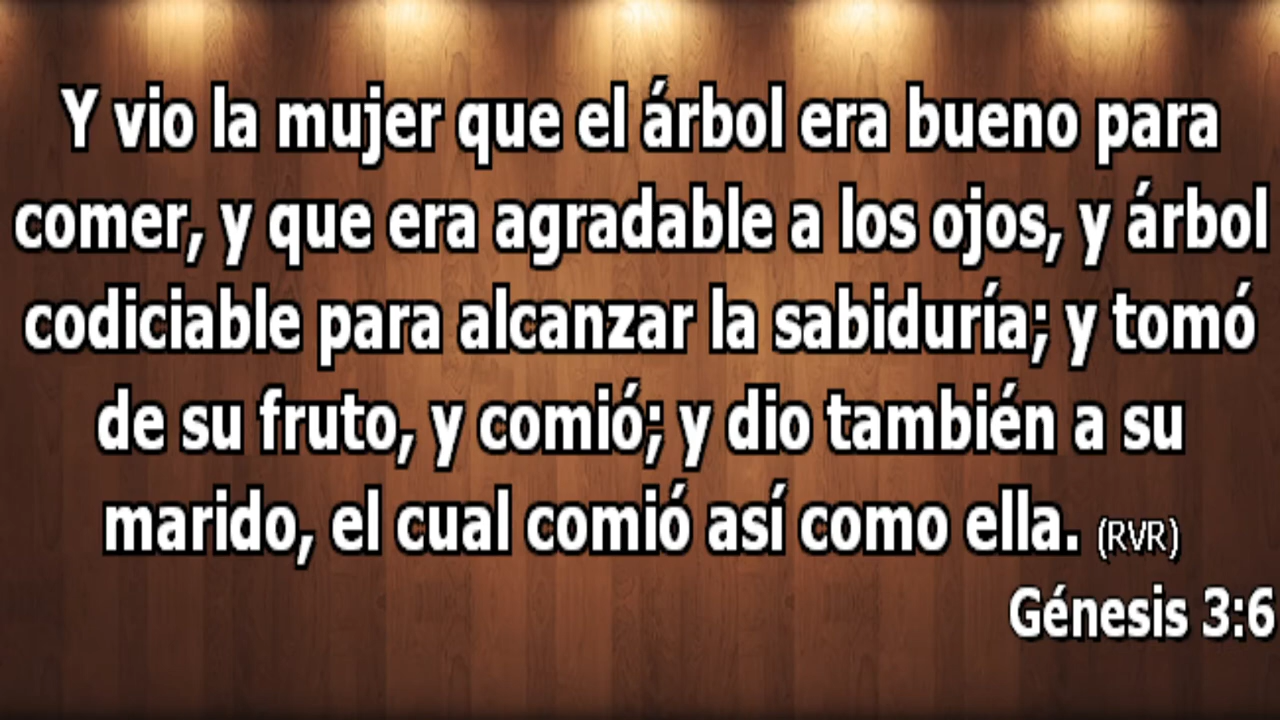 Y vio la mujer que el árbol era bueno para
comer, y que era agradable a los ojos, y árbol
codiciable para alcanzar la sabiduría; y tomó
de su fruto, y comió; y dio también a su
marido, el cual comió así como ella. (RVR)
Génesis 3:6